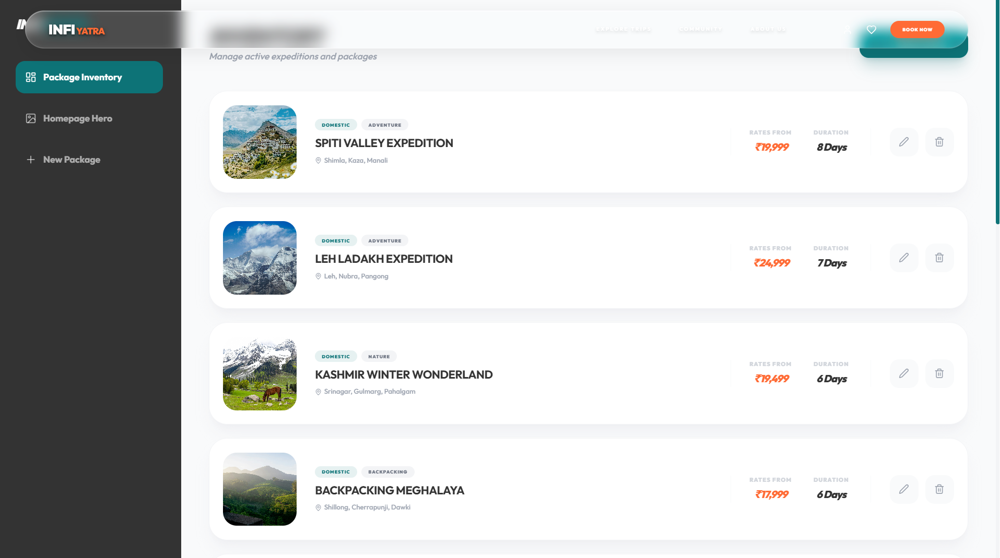 INFI YATRA
EXPLORE TRIPS
COMMUNITY
ABOUT US
BOOK NOW
Manage active expeditions and packages
Package Inventory
Homepage Hero
New Package
DOMESTIC
ADVENTURE
SPITI VALLEY EXPEDITION
Shimla, Kaza, Manali
RATES FROM
₹19,999
DURATION
8 Days
DOMESTIC
ADVENTURE
LEH LADAKH EXPEDITION
Leh, Nubra, Pangong
RATES FROM
₹24,999
DURATION
7 Days
DOMESTIC
NATURE
KASHMIR WINTER WONDERLAND
Srinagar, Gulmarg, Pahalgam
RATES FROM
₹19,499
DURATION
6 Days
DOMESTIC
BACKPACKING
BACKPACKING MEGHALAYA
Shillong, Cherrapunji, Dawki
RATES FROM
₹17,999
DURATION
6 Days